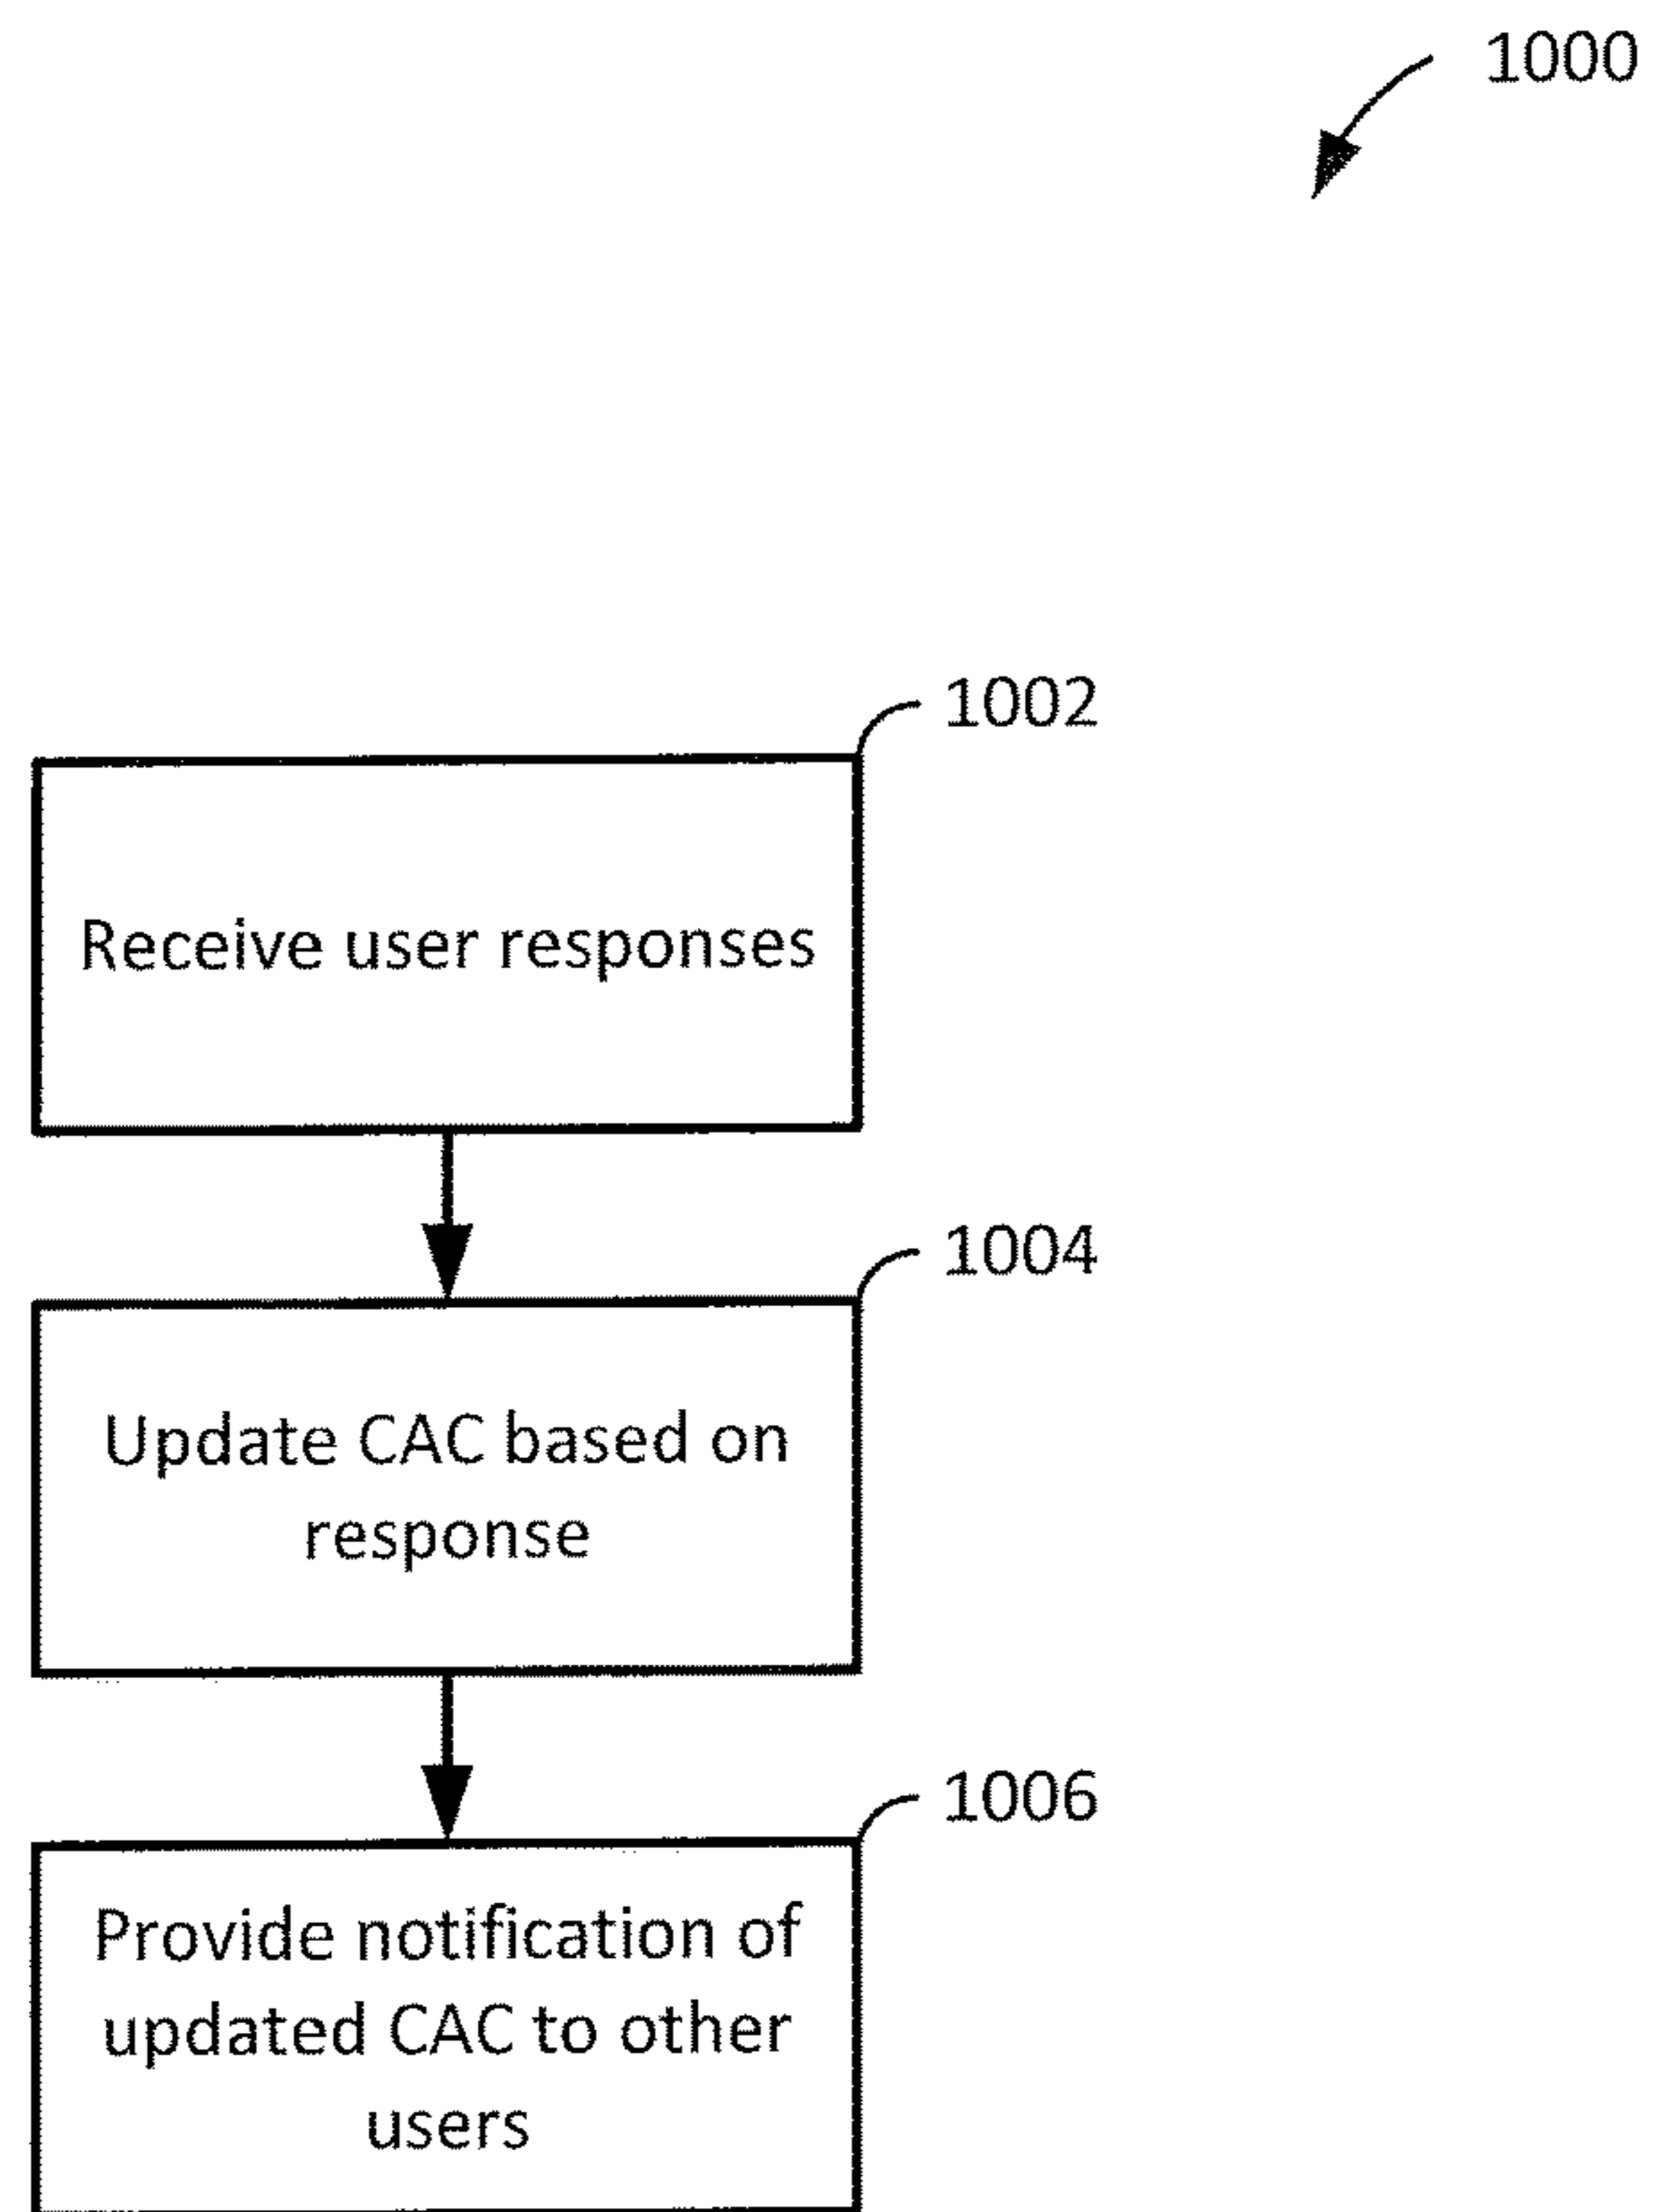 1000
1002
Receive user responses
1004
Update CAC based on
response
1006
Provide notification of
updated CAC to other
users